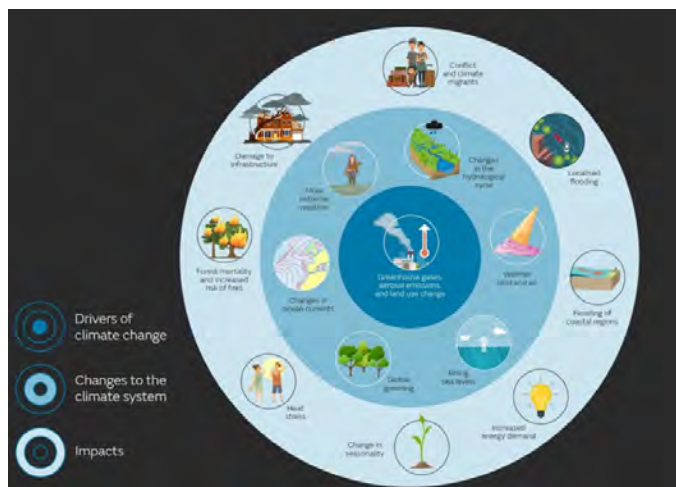 Conflict
and climate
migrants
Damage to
infrastructure
More
extreme
weather
Changes
in the
hydrological
cycle
Localised
flooding
Forest mortality
and increased
risk of fires
Changes in
ocean currents
Greenhouse gases,
aerosol emissions,
and land use change
Warmer
land and air
Flooding of
coastal regions
Drivers of
climate change
Changes to the
climate system
Impacts
Global
greening
Rising
sea levels
Heat
stress
Change in
seasonality
Increased
energy demand